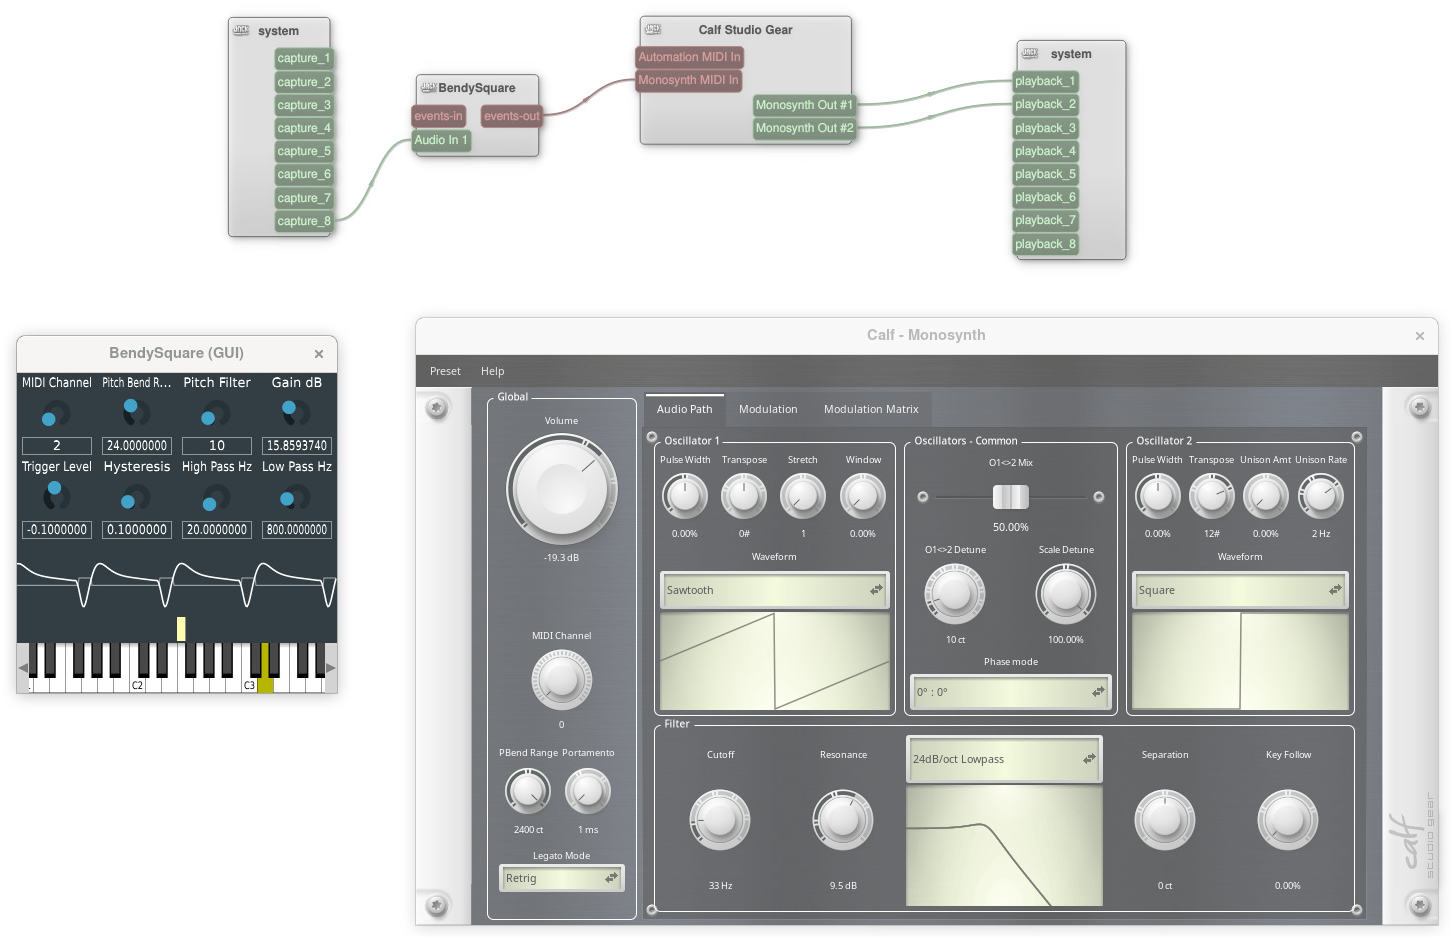 system
capture_1
capture_2
capture_3
capture_4
capture_5
capture_6
capture_7
capture_8
BendySquare
events-in
events-out
Audio In 1
Calf Studio Gear
Automation MIDI In
Monosynth MIDI In
Monosynth Out #1
Monosynth Out #2
system
playback_1
playback_2
playback_3
playback_4
playback_5
playback_6
playback_7
playback_8
BendySquare (GUI)
MIDI Channel Pitch Bend R... Pitch Filter Gain dB
2 24.0000000 10 15.8593740
Trigger Level Hysteresis High Pass Hz Low Pass Hz
-0.1000000 0.1000000 20.0000000 800.0000000
C2 C3
Calf - Monosynth
Preset Help
Global
Volume
-19.3 dB
MIDI Channel
0
PBend Range Portamento
2400 ct 1 ms
Legato Mode
Retrig
Audio Path Modulation Modulation Matrix
Oscillator 1
Pulse Width Transpose Stretch Window
0.00% 0# 1 0.00%
Waveform
Sawtooth
Oscillators - Common
O1<>2 Mix
50.00%
O1<>2 Detune Scale Detune
10 ct 100.00%
Phase mode
0° : 0°
Oscillator 2
Pulse Width Transpose Unison Amt Unison Rate
0.00% 12# 0.00% 2 Hz
Waveform
Square
Filter
Cutoff Resonance
33 Hz 9.5 dB
24dB/oct Lowpass
Separation Key Follow
0 ct 0.00%
calf
studio gear